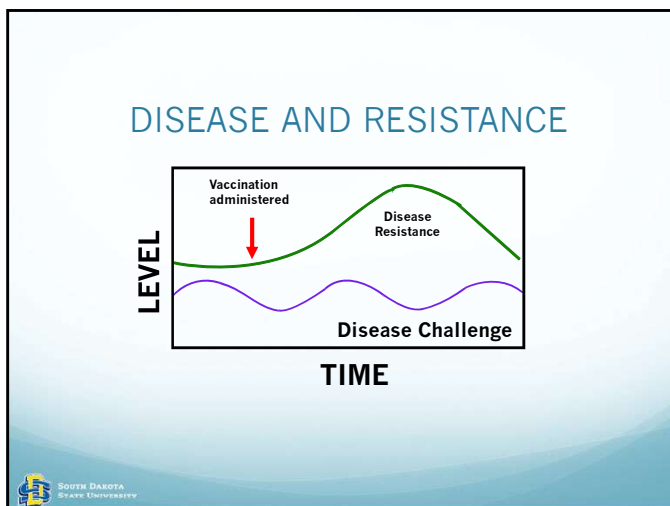 DISEASE AND RESISTANCE
Vaccination
administered
Disease
Resistance
LEVEL
Disease Challenge
TIME
SOUTH DAKOTA
STATE UNIVERSITY